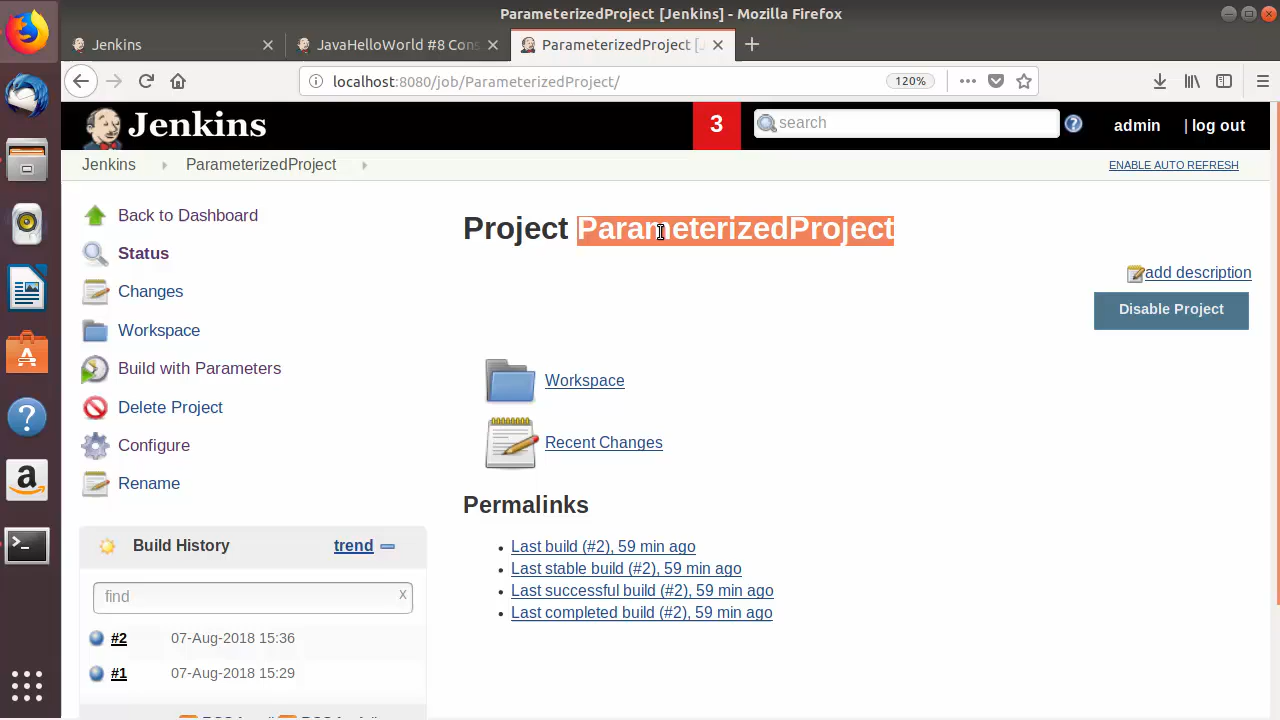 ParameterizedProject [Jenkins] - Mozilla Firefox
Jenkins
JavaHelloWorld #8 Cons
ParameterizedProject [J
localhost:8080/job/ParameterizedProject/
120%
Jenkins
3
search
admin
| log out
Jenkins
ParameterizedProject
ENABLE AUTO REFRESH
Back to Dashboard
Status
Changes
Workspace
Build with Parameters
Delete Project
Configure
Rename
Project ParameterizedProject
add description
Disable Project
Workspace
Recent Changes
Permalinks
Last build (#2), 59 min ago
Last stable build (#2), 59 min ago
Last successful build (#2), 59 min ago
Last completed build (#2), 59 min ago
Build History
trend
find
x
#2 07-Aug-2018 15:36
#1 07-Aug-2018 15:29